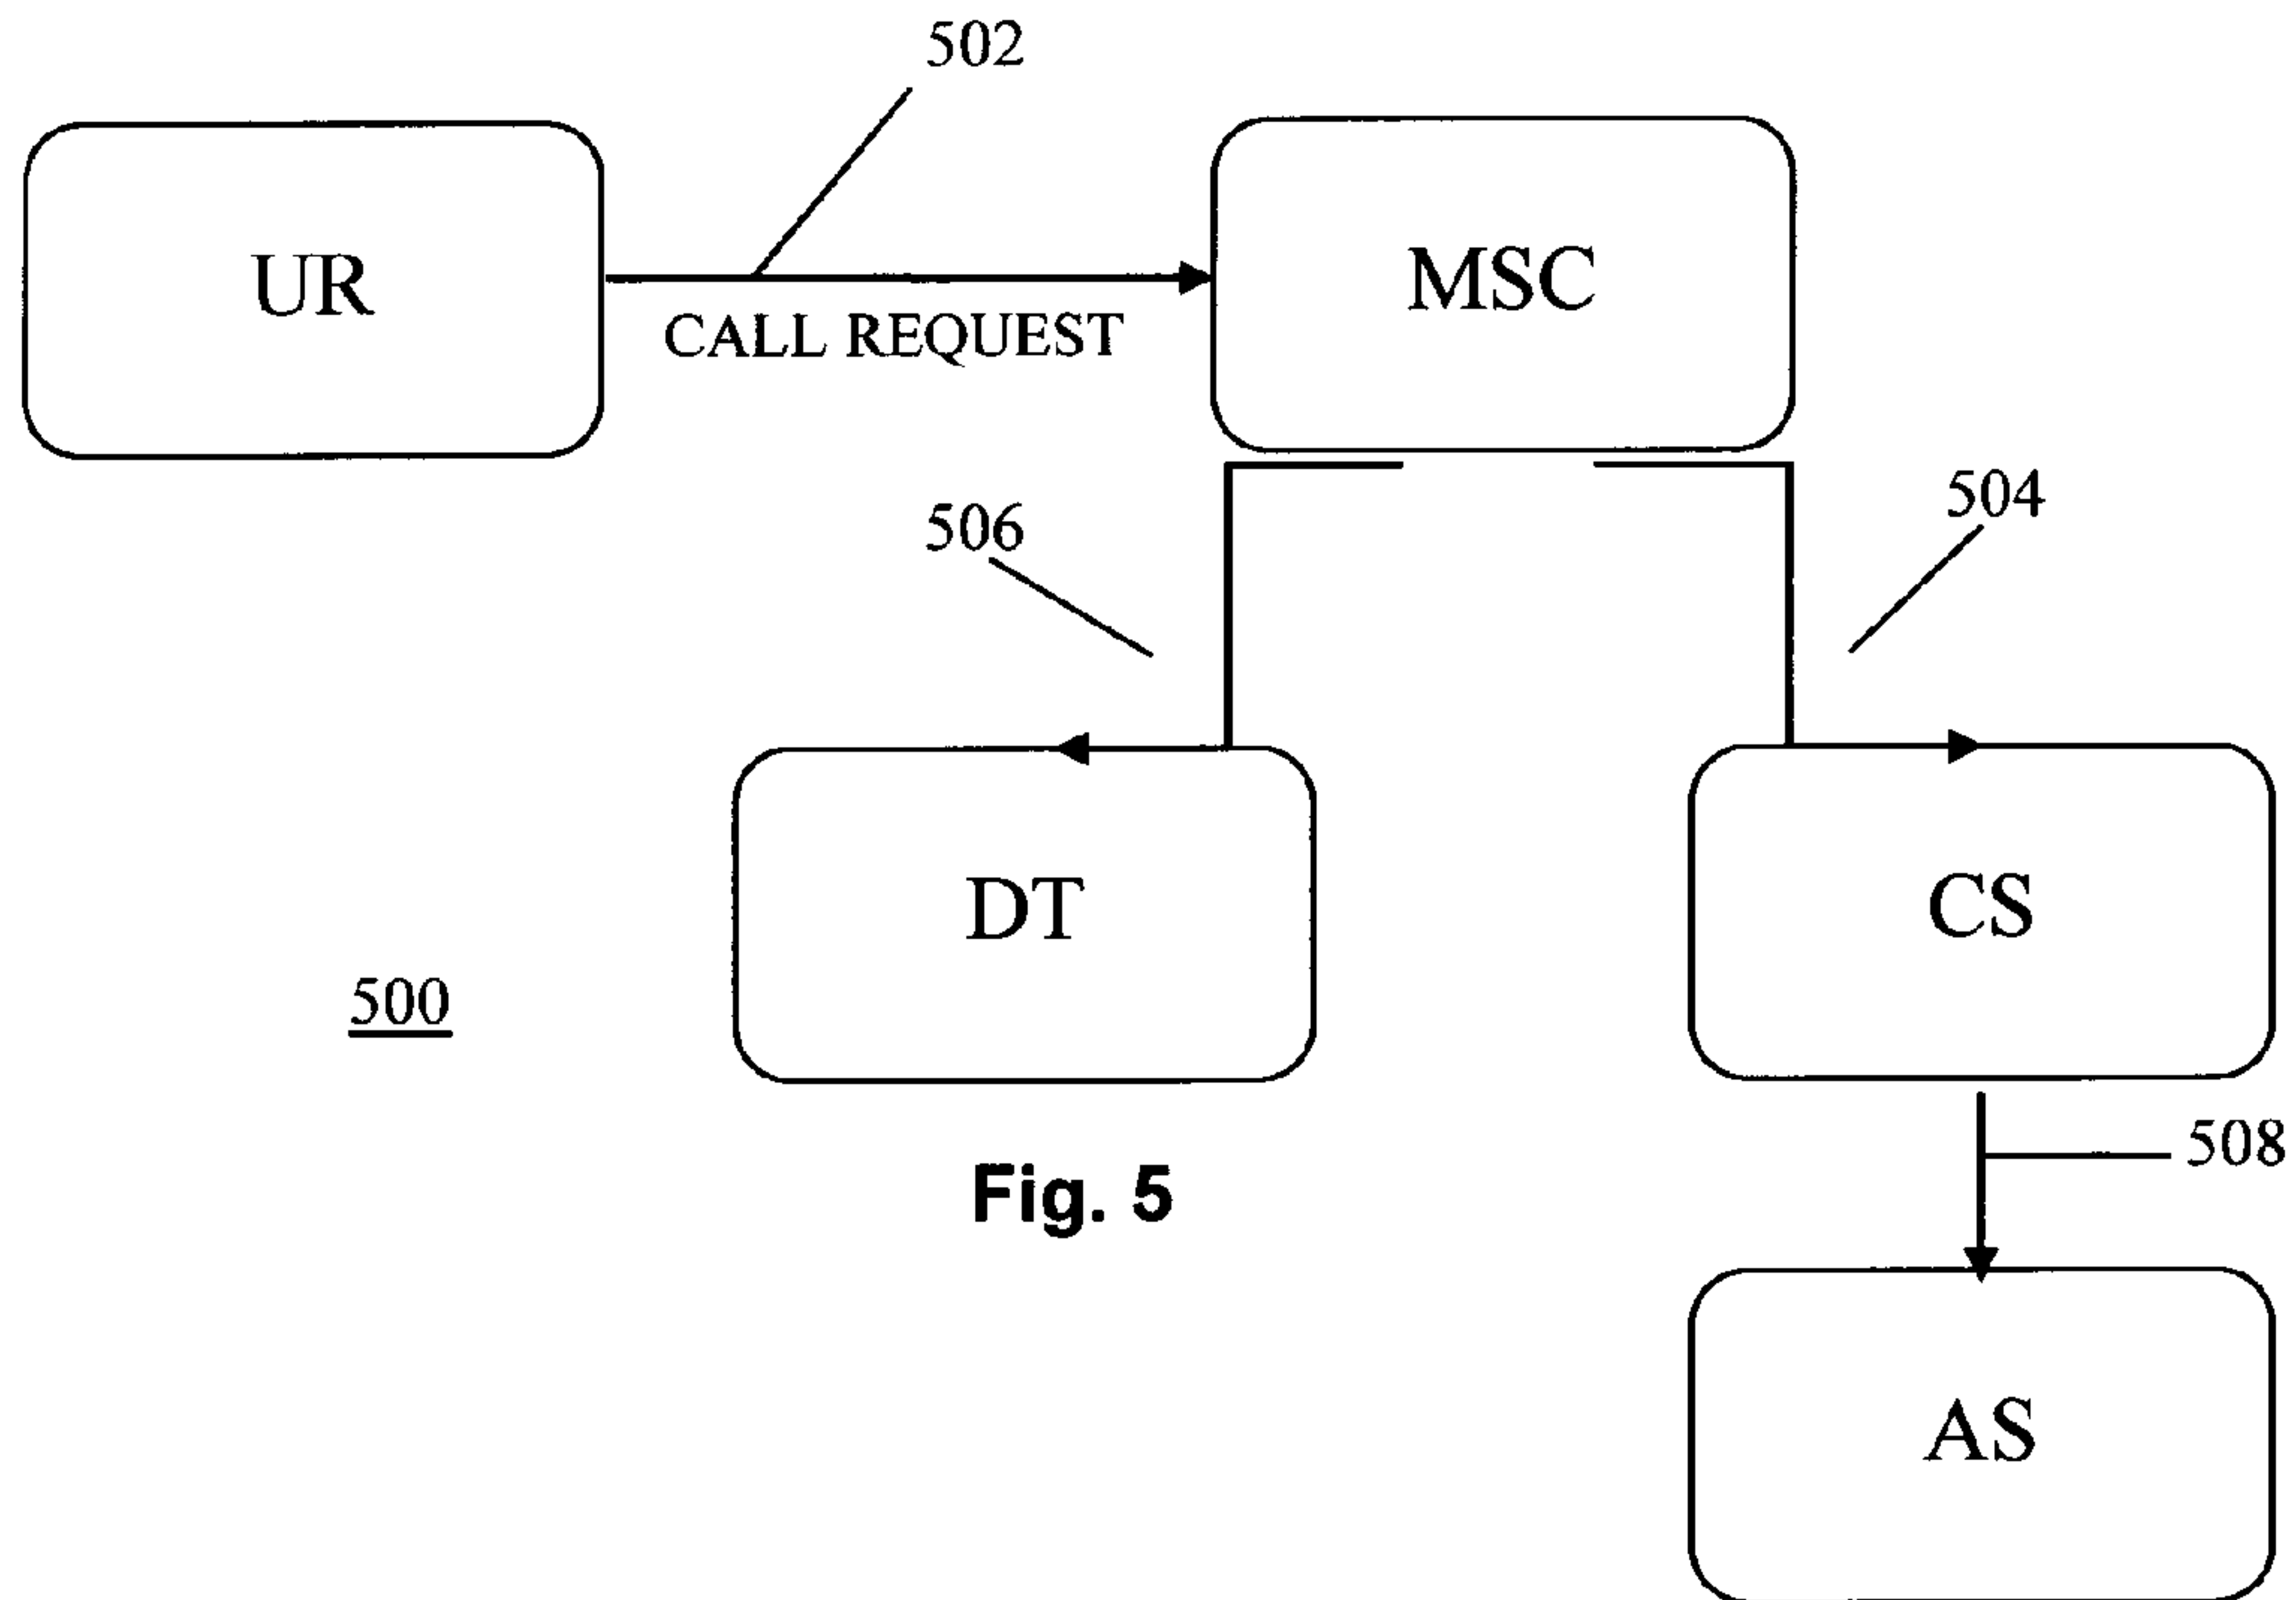 502
UR
MSC
CALL REQUEST
506
504
DT
CS
500
508
Fig. 5
AS